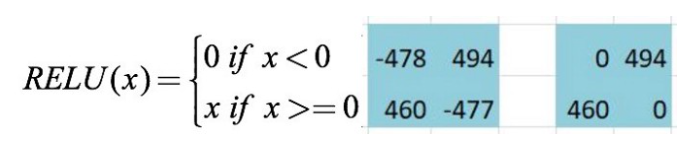 RELU(x)= 0 if x<0
x if x>=0
-478 494
460 -477
0 494
460 0